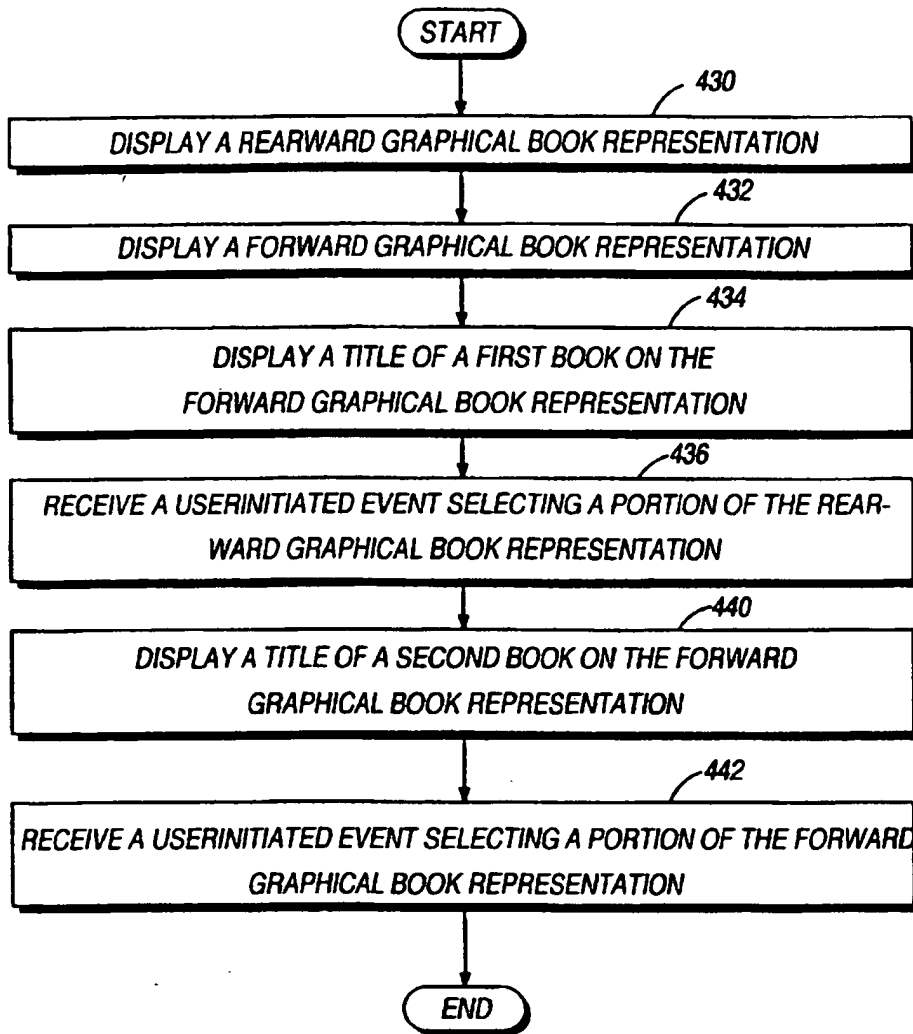 START
430
DISPLAY A REARWARD GRAPHICAL BOOK REPRESENTATION
432
DISPLAY A FORWARD GRAPHICAL BOOK REPRESENTATION
434
DISPLAY A TITLE OF A FIRST BOOK ON THE
FORWARD GRAPHICAL BOOK REPRESENTATION
436
RECEIVE A USERINITIATED EVENT SELECTING A PORTION OF THE REAR-
WARD GRAPHICAL BOOK REPRESENTATION
440
DISPLAY A TITLE OF A SECOND BOOK ON THE FORWARD
GRAPHICAL BOOK REPRESENTATION
442
RECEIVE A USERINITIATED EVENT SELECTING A PORTION OF THE FORWARD
GRAPHICAL BOOK REPRESENTATION
END